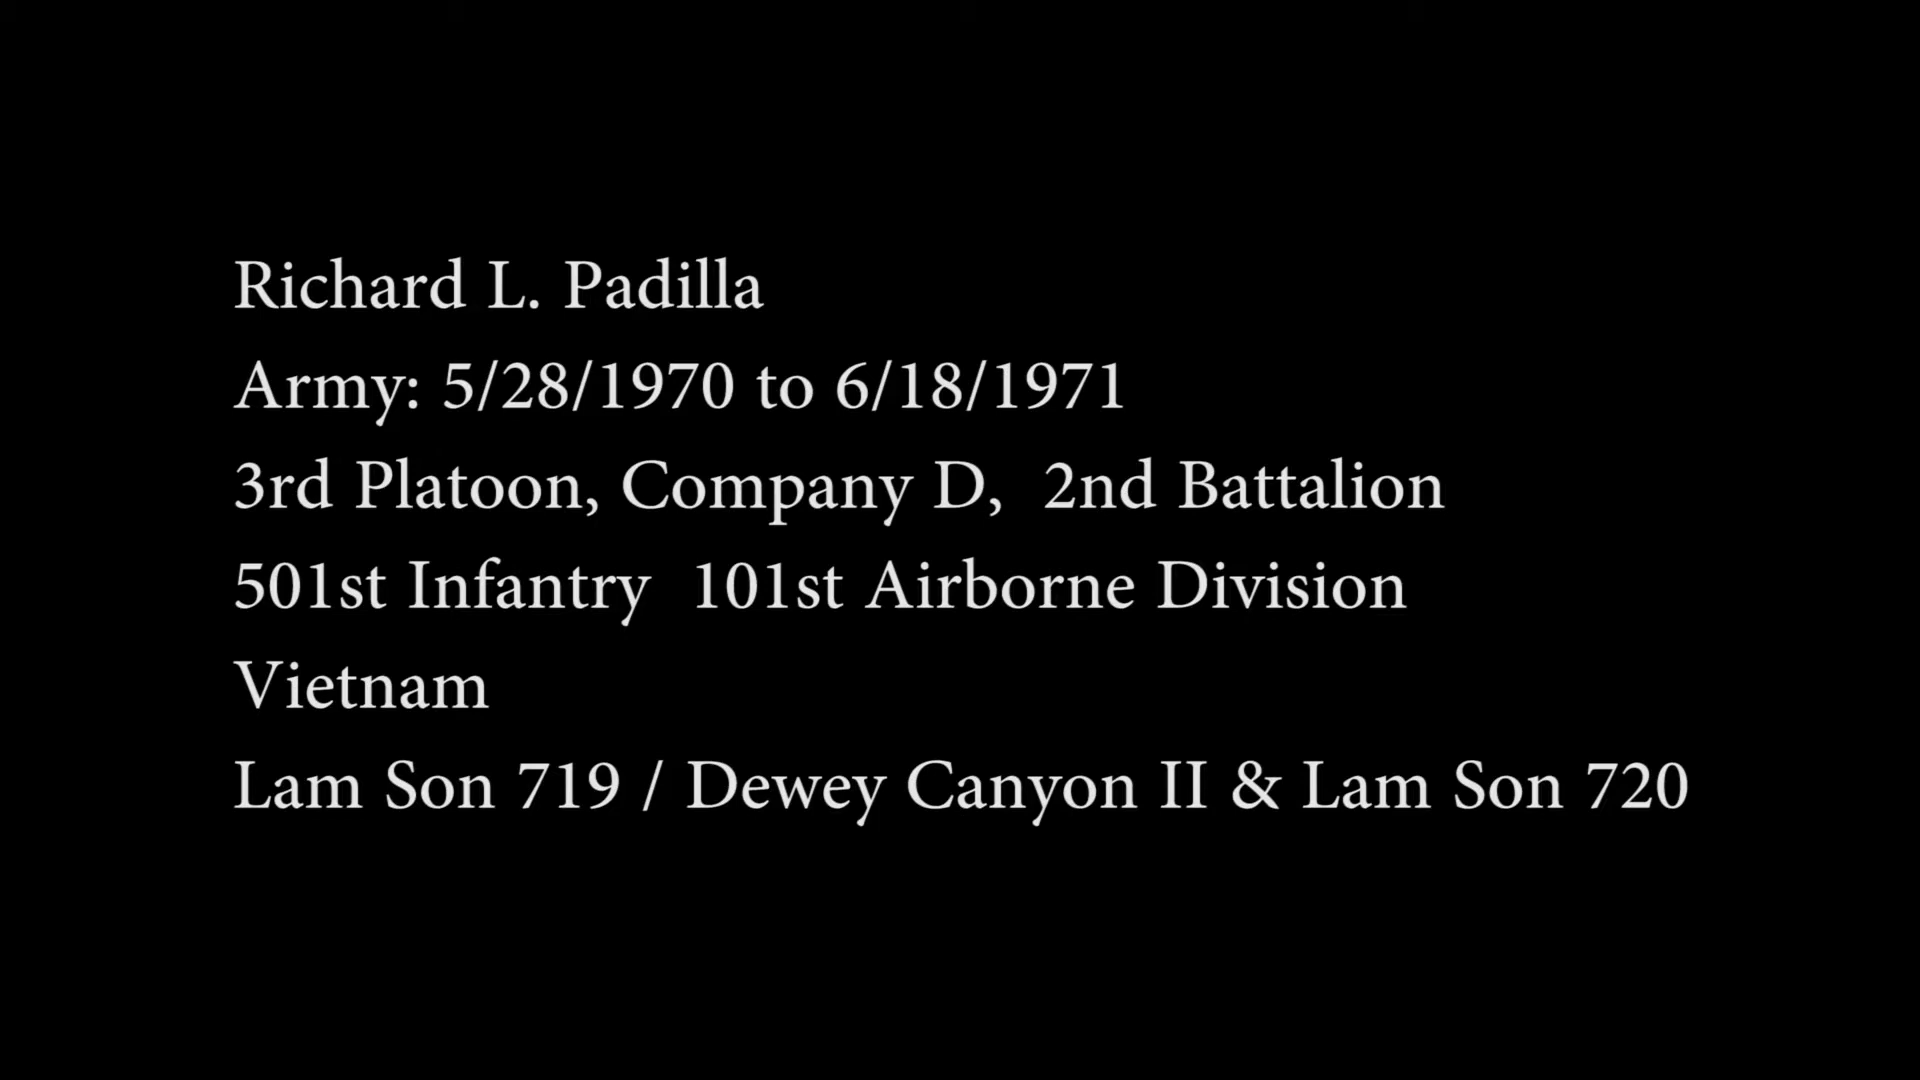 Richard L. Padilla
Army: 5/28/1970 to 6/18/1971
3rd Platoon, Company D,  2nd Battalion
501st Infantry  101st Airborne Division
Vietnam
Lam Son 719 / Dewey Canyon II & Lam Son 720